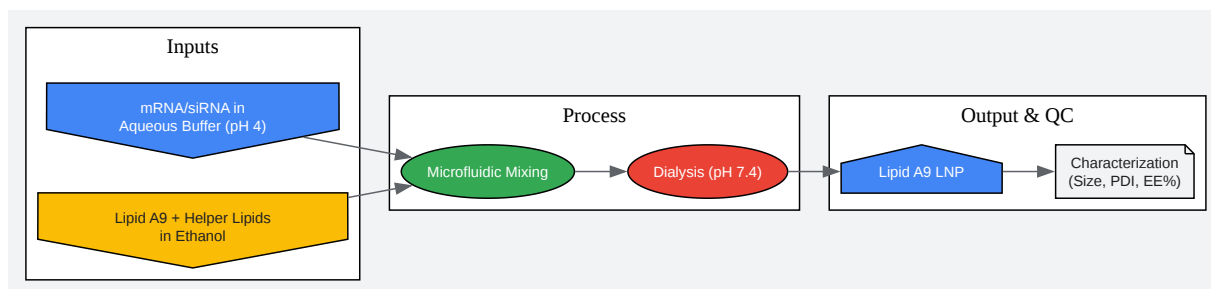 Inputs
mRNA/siRNA in
Aqueous Buffer (pH 4)
Lipid A9 + Helper Lipids
in Ethanol
Process
Microfluidic Mixing
Dialysis (pH 7.4)
Output & QC
Lipid A9 LNP
Characterization
(Size, PDI, EE%)